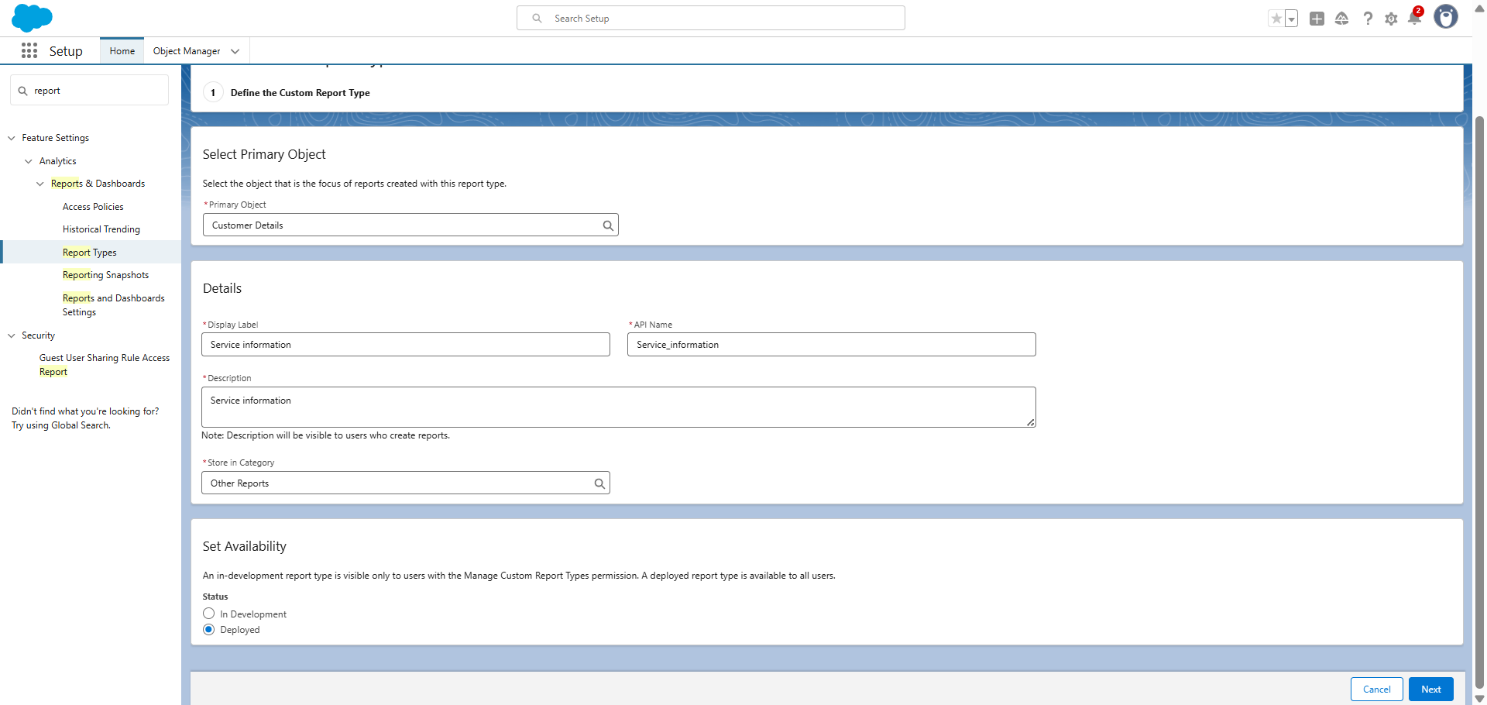 Search Setup
2
Setup
Home
Object Manager
report
1
Define the Custom Report Type
Feature Settings
Analytics
Reports & Dashboards
Access Policies
Historical Trending
Report Types
Reporting Snapshots
Reports and Dashboards
Settings
Security
Guest User Sharing Rule Access
Report
Didn't find what you're looking for?
Try using Global Search.
Select Primary Object
Select the object that is the focus of reports created with this report type.
*Primary Object
Customer Details
Details
*Display Label
Service information
*API Name
Service_information
*Description
Service information
Note: Description will be visible to users who create reports.
*Store in Category
Other Reports
Set Availability
An in-development report type is visible only to users with the Manage Custom Report Types permission. A deployed report type is available to all users.
Status
In Development
Deployed
Cancel
Next